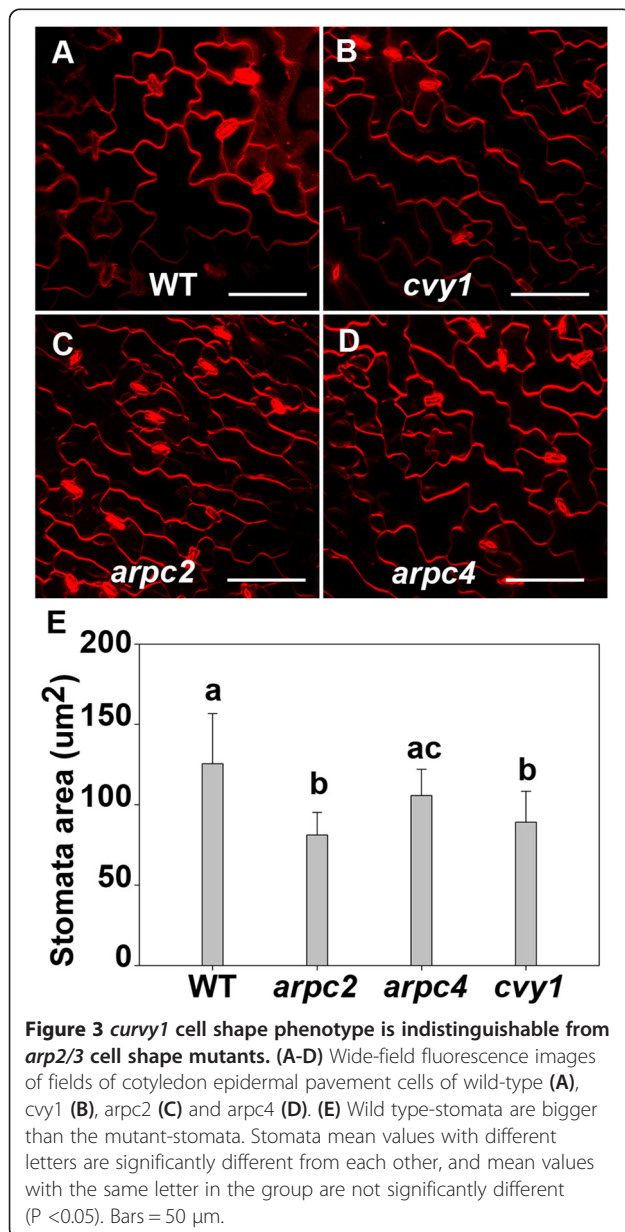 A
B
WT
cvy1
C
D
arpc2
arpc4
E
Stomata area (um²)
200
150
100
50
0
a
b
ac
b
WT arpc2 arpc4 cvy1
Figure 3 curvy1 cell shape phenotype is indistinguishable from
arp2/3 cell shape mutants. (A-D) Wide-field fluorescence images
of fields of cotyledon epidermal pavement cells of wild-type (A),
cvy1 (B), arpc2 (C) and arpc4 (D). (E) Wild type-stomata are bigger
than the mutant-stomata. Stomata mean values with different
letters are significantly different from each other, and mean values
with the same letter in the group are not significantly different
(P <0.05). Bars = 50 μm.